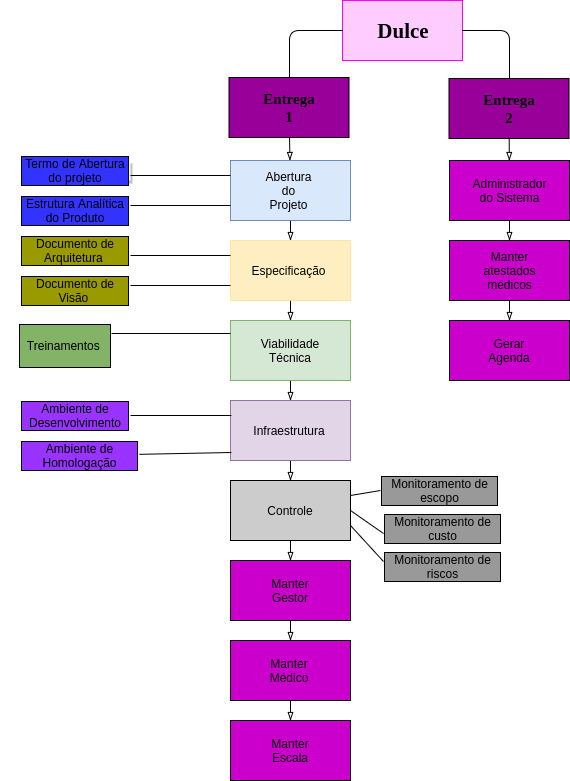 Dulce
Entrega
1
Entrega
2
Termo de Abertura
do projeto
Estrutura Analítica
do Produto
Abertura
do
Projeto
Administrador
do Sistema
Documento de
Arquitetura
Documento de
Visão
Especificação
Manter
atestados
médicos
Treinamentos
Viabilidade
Técnica
Gerar
Agenda
Ambiente de
Desenvolvimento
Ambiente de
Homologação
Infraestrutura
Controle
Monitoramento de
escopo
Monitoramento de
custo
Monitoramento de
riscos
Manter
Gestor
Manter
Médico
Manter
Escala